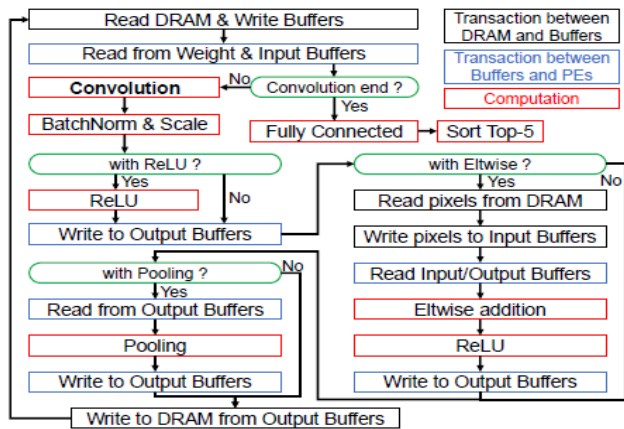 Read DRAM & Write Buffers
Read from Weight & Input Buffers
Convolution
No
Convolution end ?
Yes
BatchNorm & Scale
Fully Connected
Sort Top-5
Transaction between
DRAM and Buffers
Transaction between
Buffers and PEs
Computation
with ReLU ?
Yes
No
ReLU
Write to Output Buffers
with Pooling ?
No
Yes
Read from Output Buffers
Pooling
Write to Output Buffers
Write to DRAM from Output Buffers
with Eltwise ?
Yes
No
Read pixels from DRAM
Write pixels to Input Buffers
Read Input/Output Buffers
Eltwise addition
ReLU
Write to Output Buffers